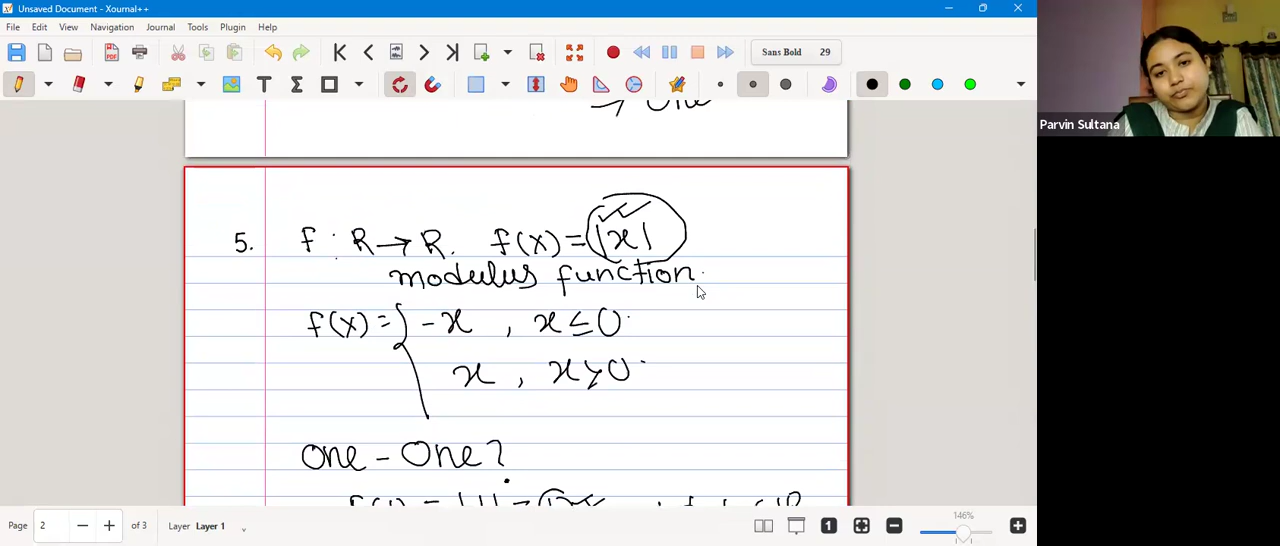 Unsaved Document - Xournal++
File Edit View Navigation Journal Tools Plugin Help
Sans Bold 29
Parvin Sultana
→ One
5. f : R → R. f(x) = |x|
modulus function.
f(x) = { -x , x ≤ 0.
x , x > 0.
One - One?
Page 2 of 3 Layer Layer 1 146%